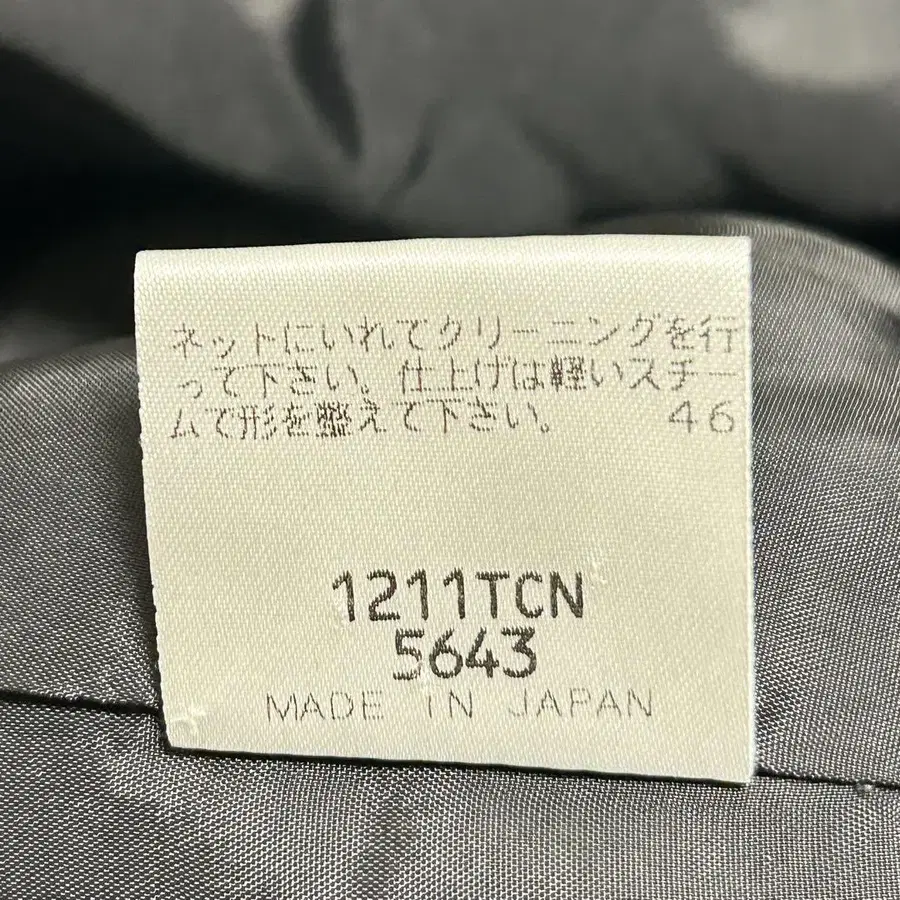 ネットにいれてクリーニングを行
って下さい。仕上げは軽いスチー
ムで形を整えて下さい。 46
1211TCN
5643
MADE IN JAPAN